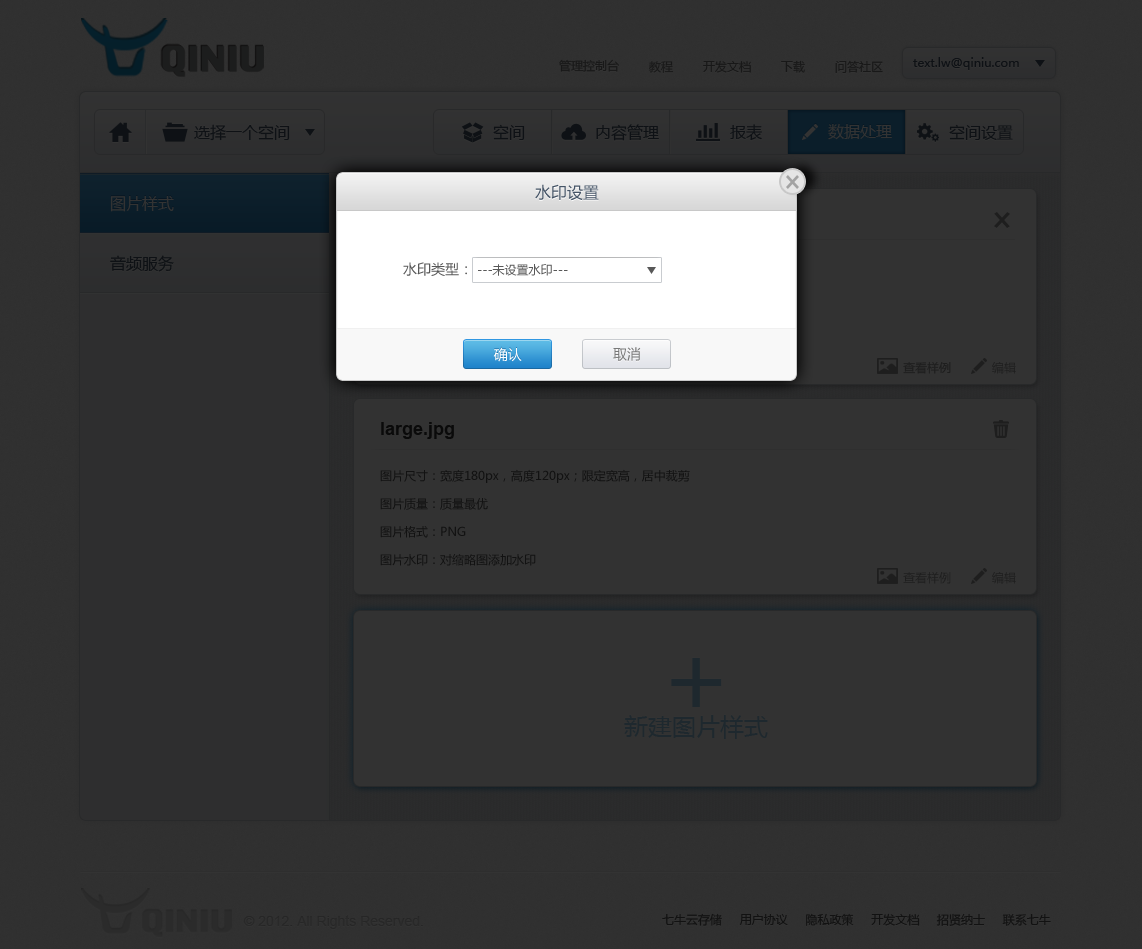 QINIU
管理控制台 教程 开发文档 下载 问答社区 text.lw@qiniu.com
选择一个空间 空间 内容管理 报表 数据处理 空间设置
图片样式
音频服务
水印设置
水印类型：---未设置水印---
确认 取消
查看样例 编辑
large.jpg
图片尺寸：宽度180px，高度120px；限定宽高，居中裁剪
图片质量：质量最优
图片格式：PNG
图片水印：对缩略图添加水印
查看样例 编辑
新建图片样式
QINIU © 2012. All Rights Reserved. 七牛云存储 用户协议 隐私政策 开发文档 招贤纳士 联系七牛